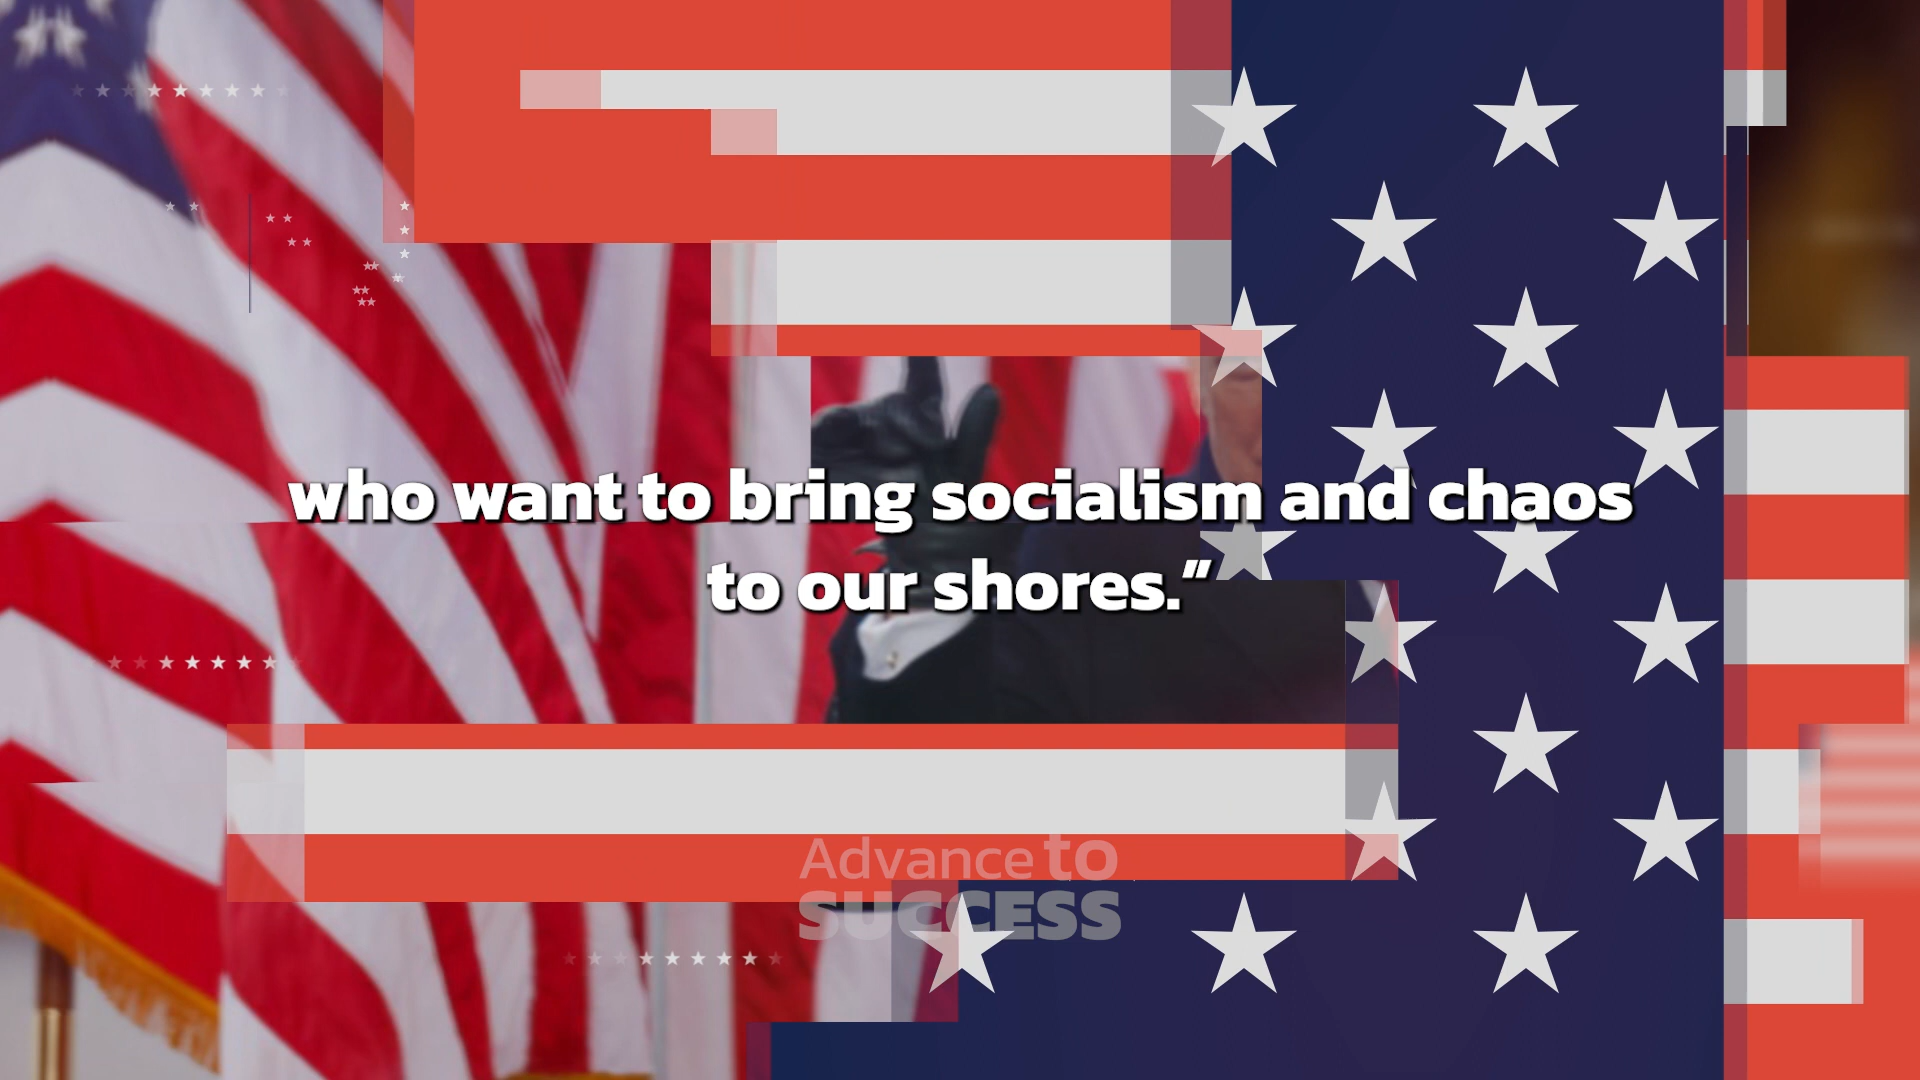 who want to bring socialism and chaos
to our shores.”
Advance to
SUCCESS